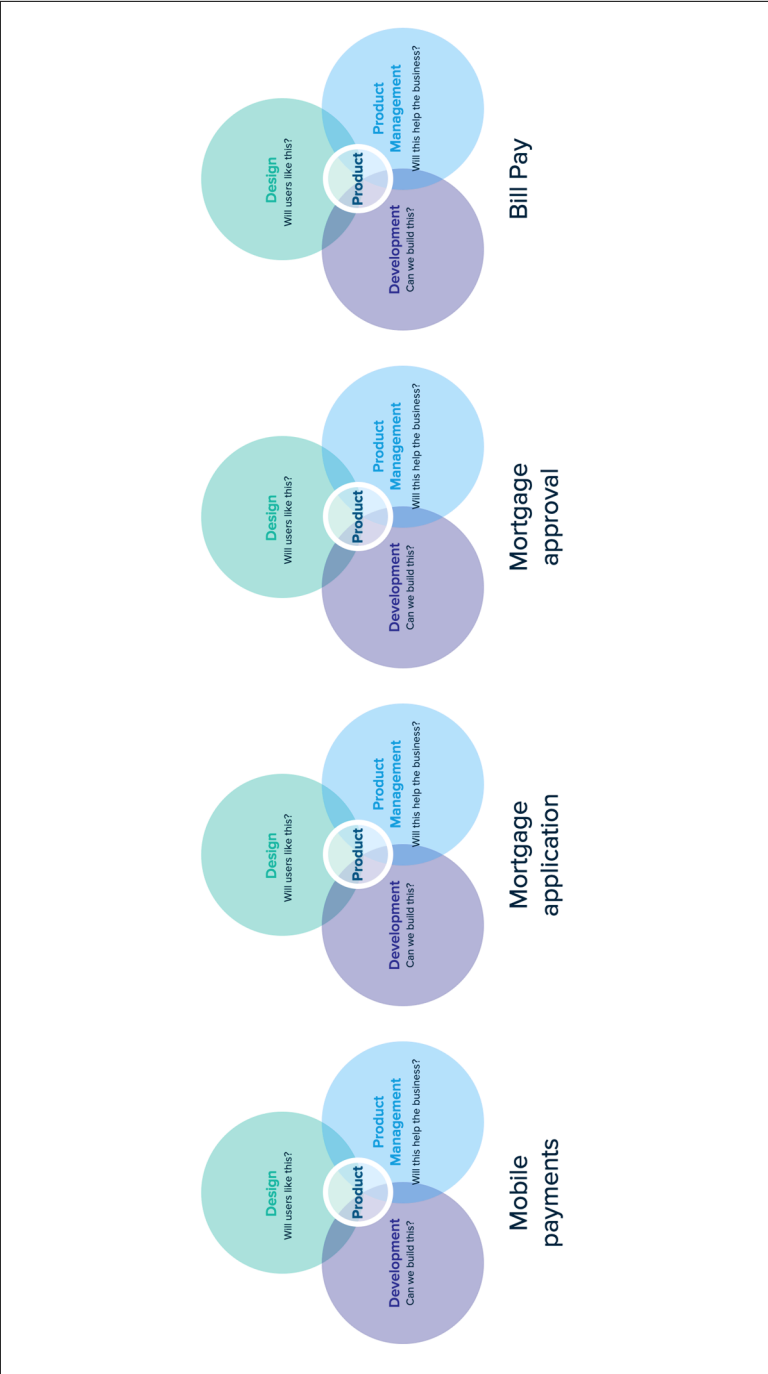 Design
Will users like this?
Product
Product
Management
Will this help the business?
Development
Can we build this?
Mobile
payments
Design
Will users like this?
Product
Product
Management
Will this help the business?
Development
Can we build this?
Mortgage
application
Design
Will users like this?
Product
Product
Management
Will this help the business?
Development
Can we build this?
Mortgage
approval
Design
Will users like this?
Product
Product
Management
Will this help the business?
Development
Can we build this?
Bill Pay